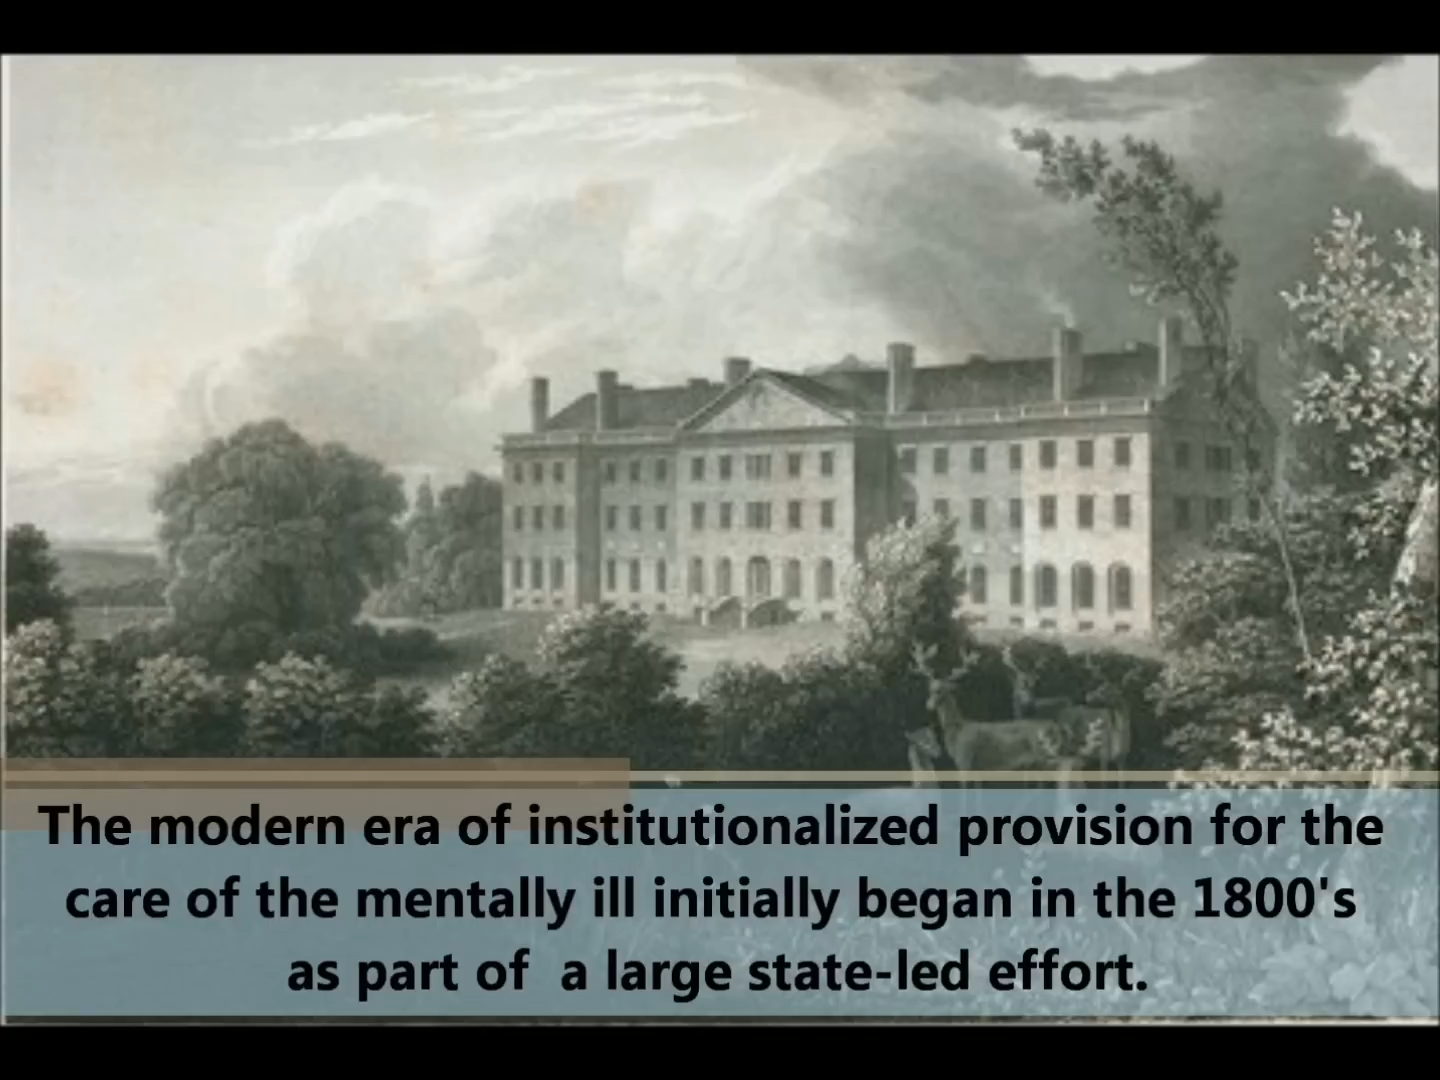 The modern era of institutionalized provision for the
care of the mentally ill initially began in the 1800's
as part of  a large state-led effort.